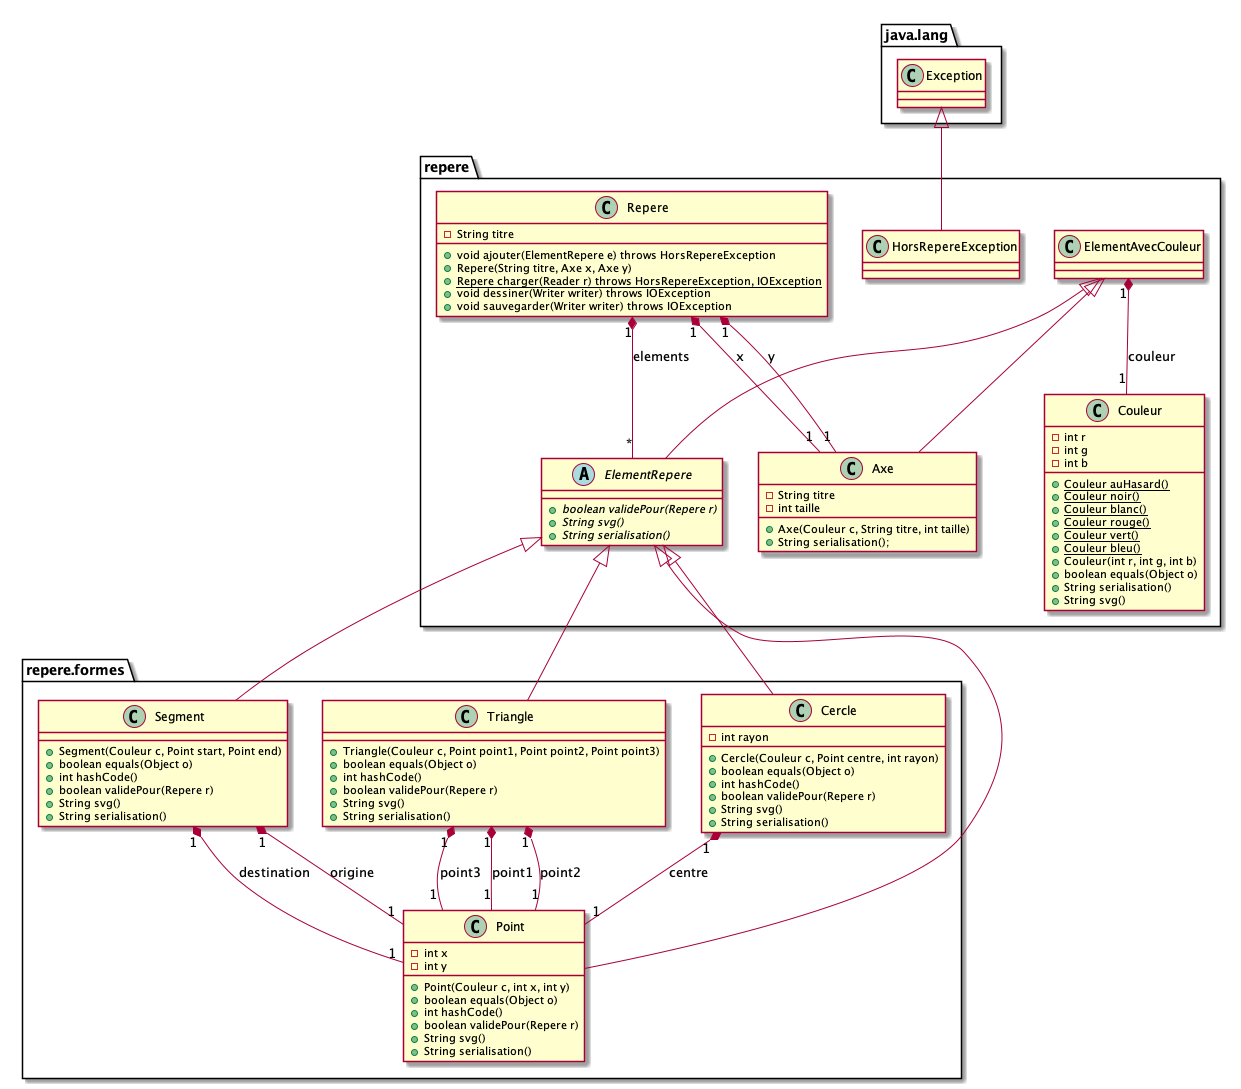 java.lang
C Exception
repere
C Repere
String titre
void ajouter(ElementRepere e) throws HorsRepereException
Repere(String titre, Axe x, Axe y)
Repere charger(Reader r) throws HorsRepereException, IOException
void dessiner(Writer writer) throws IOException
void sauvegarder(Writer writer) throws IOException
C HorsRepereException
C ElementAvecCouleur
1 1 1 1
elements x y couleur
* 1 1 1
A ElementRepere
boolean validePour(Repere r)
String svg()
String serialisation()
C Axe
String titre
int taille
Axe(Couleur c, String titre, int taille)
String serialisation();
C Couleur
int r
int g
int b
Couleur auHasard()
Couleur noir()
Couleur blanc()
Couleur rouge()
Couleur vert()
Couleur bleu()
Couleur(int r, int g, int b)
boolean equals(Object o)
String serialisation()
String svg()
repere.formes
C Segment
Segment(Couleur c, Point start, Point end)
boolean equals(Object o)
int hashCode()
boolean validePour(Repere r)
String svg()
String serialisation()
C Triangle
Triangle(Couleur c, Point point1, Point point2, Point point3)
boolean equals(Object o)
int hashCode()
boolean validePour(Repere r)
String svg()
String serialisation()
C Cercle
int rayon
Cercle(Couleur c, Point centre, int rayon)
boolean equals(Object o)
int hashCode()
boolean validePour(Repere r)
String svg()
String serialisation()
1 1 1 1 1 1
destination origine point3 point1 point2 centre
1 1 1 1 1 1
C Point
int x
int y
Point(Couleur c, int x, int y)
boolean equals(Object o)
int hashCode()
boolean validePour(Repere r)
String svg()
String serialisation()